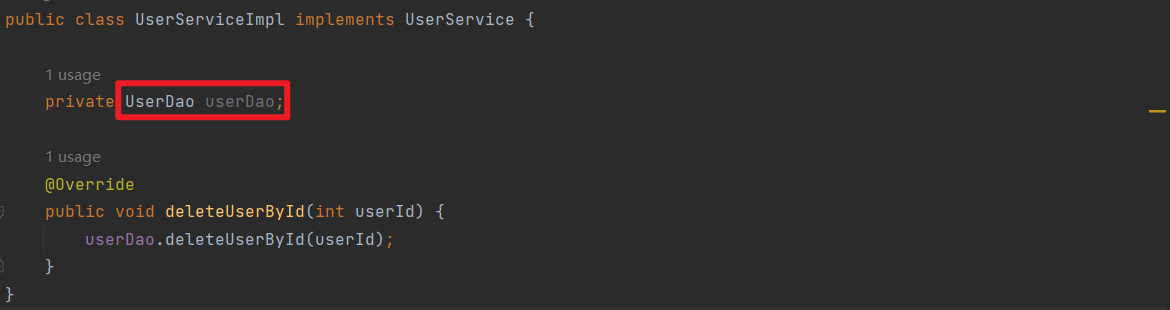 public class UserServiceImpl implements UserService {
1 usage
private UserDao userDao;
1 usage
@Override
public void deleteUserById(int userId) {
userDao.deleteUserById(userId);
}
}